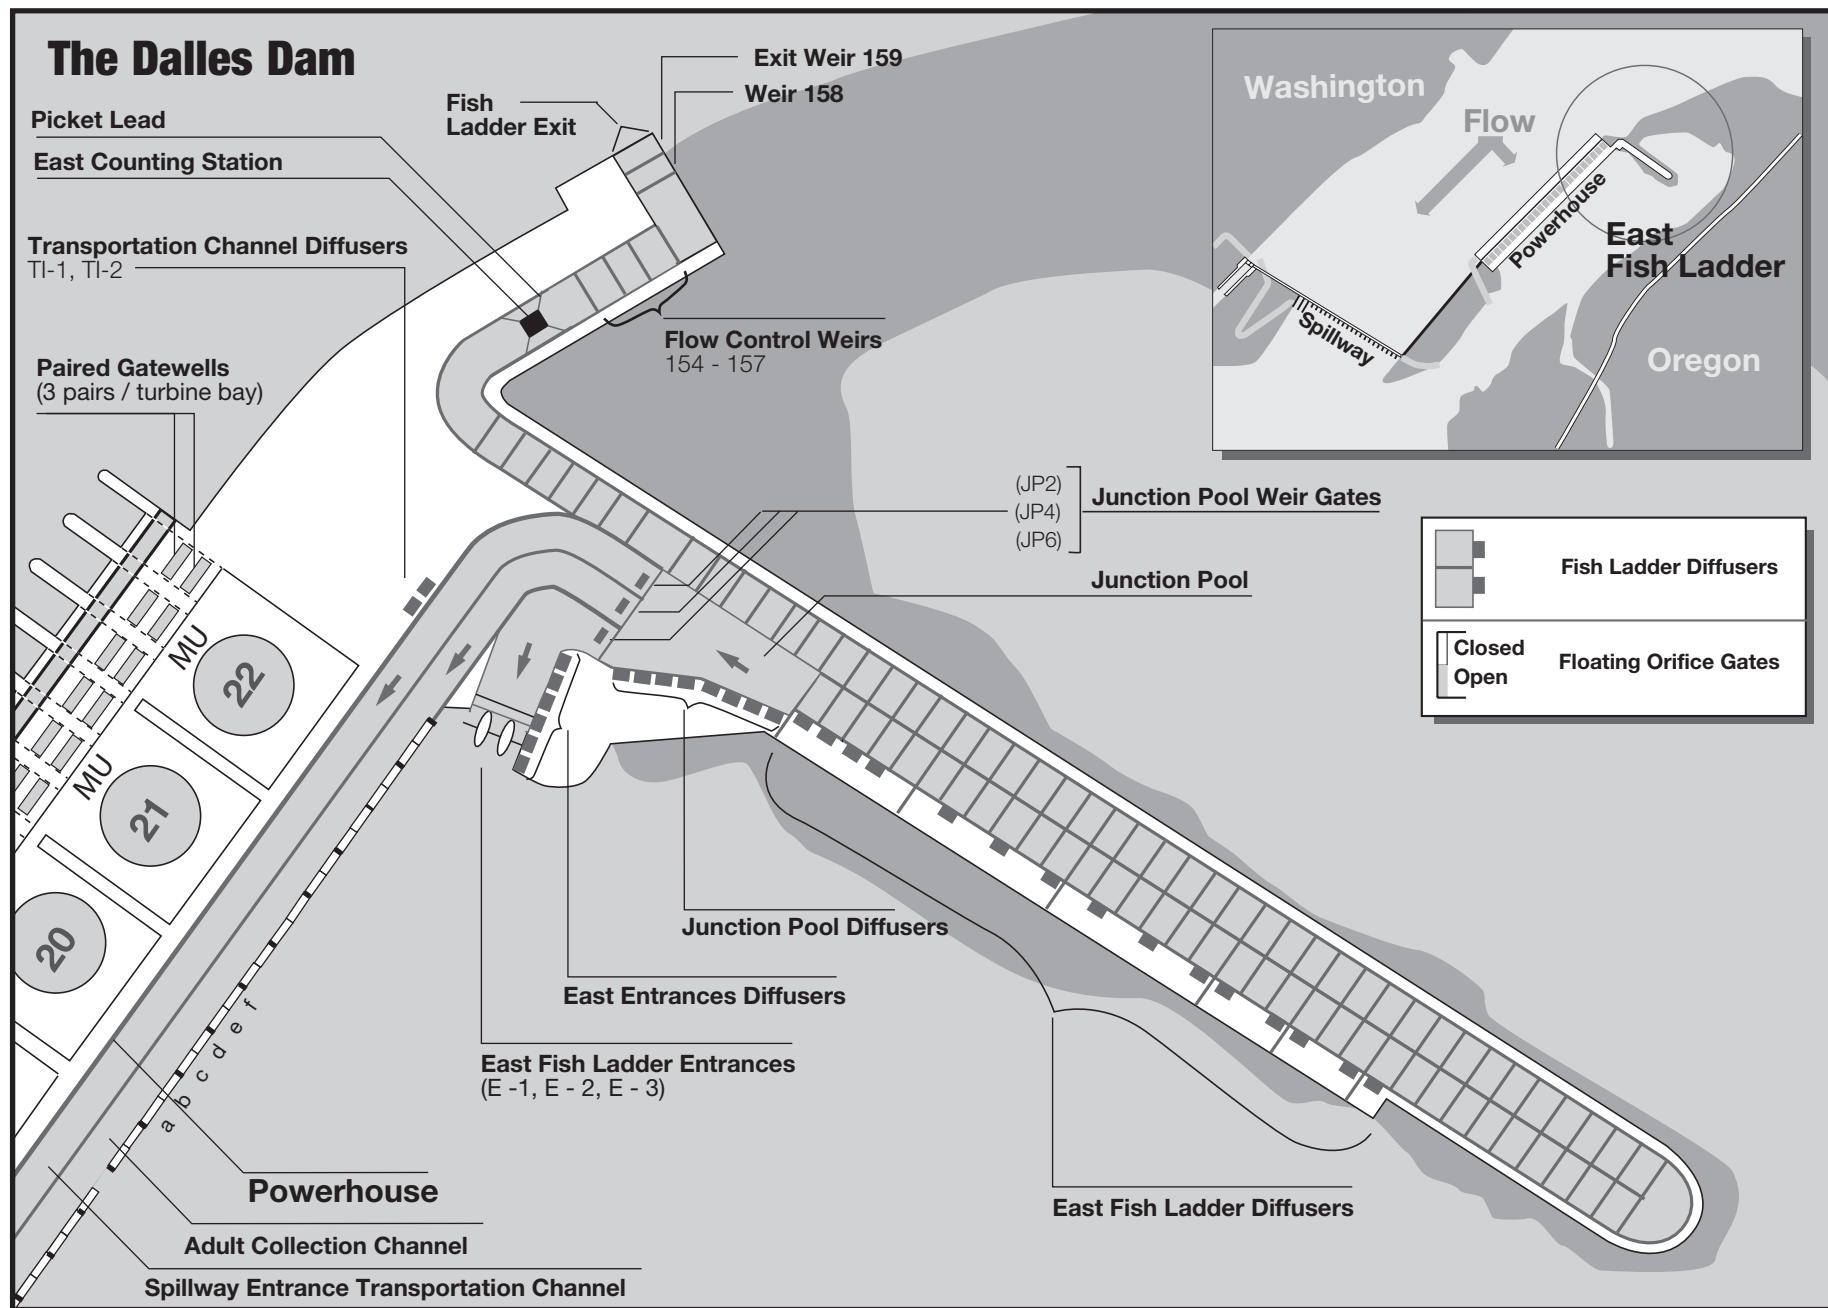 The Dalles Dam
Exit Weir 159
Weir 158
Fish
Ladder Exit
Picket Lead
East Counting Station
Transportation Channel Diffusers
TI-1, TI-2
Flow Control Weirs
154 - 157
Paired Gatewells
(3 pairs / turbine bay)
Washington
Flow
Powerhouse
East
Fish Ladder
Spillway
Oregon
(JP2)
(JP4)
(JP6)
Junction Pool Weir Gates
Junction Pool
Fish Ladder Diffusers
Closed
Open
Floating Orifice Gates
MU
22
MU
21
20
Junction Pool Diffusers
East Entrances Diffusers
East Fish Ladder Entrances
(E -1, E - 2, E - 3)
a b c d e f
Powerhouse
East Fish Ladder Diffusers
Adult Collection Channel
Spillway Entrance Transportation Channel